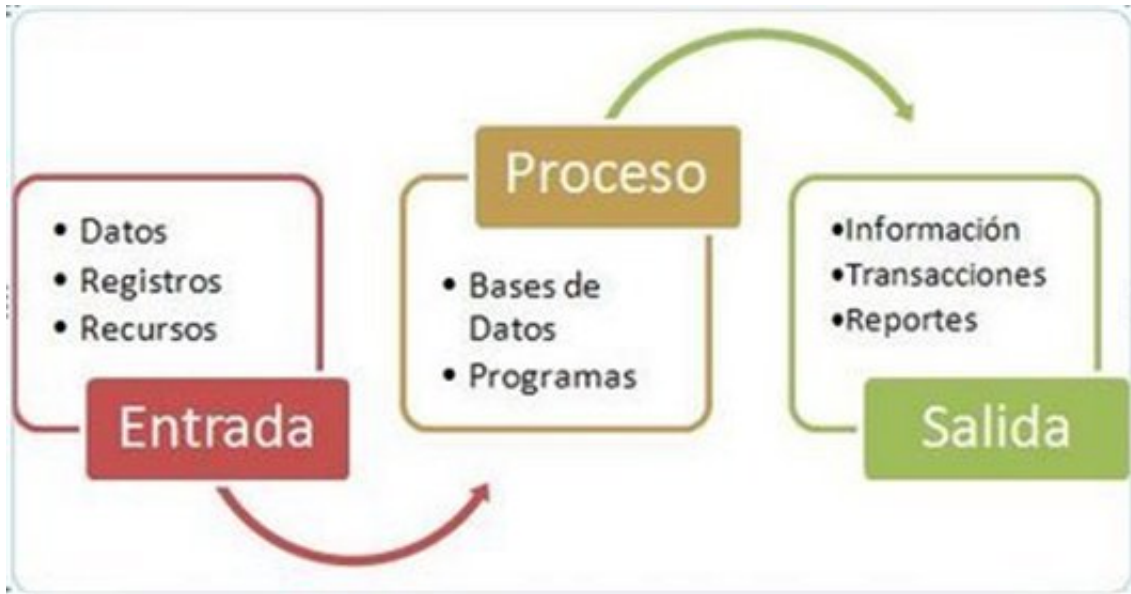 • Datos
• Registros
• Recursos
Entrada
Proceso
• Bases de
Datos
• Programas
•Información
•Transacciones
•Reportes
Salida